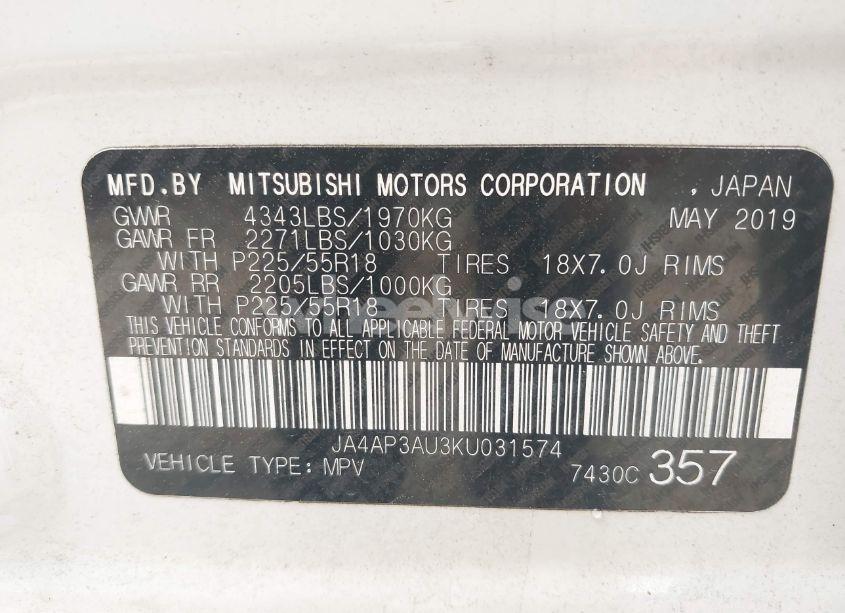 MFD.BY MITSUBISHI MOTORS CORPORATION , JAPAN
GVWR 4343LBS/1970KG MAY 2019
GAWR FR 2271LBS/1030KG
WITH P225/55R18 TIRES 18X7.0J RIMS
GAWR RR 2205LBS/1000KG
WITH P225/55R18 TIRES 18X7.0J RIMS
THIS VEHICLE CONFORMS TO ALL APPLICABLE FEDERAL MOTOR VEHICLE SAFETY AND THEFT
PREVENTION STANDARDS IN EFFECT ON THE DATE OF MANUFACTURE SHOWN ABOVE.
JA4AP3AU3KU031574
VEHICLE TYPE: MPV 7430C 357